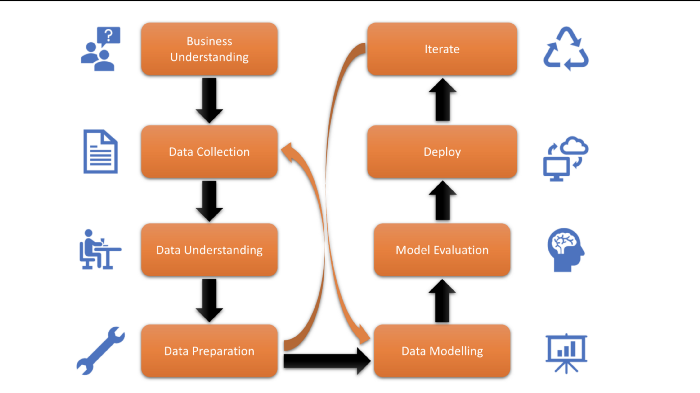 Business
Understanding
Data Collection
Data Understanding
Data Preparation
Data Modelling
Model Evaluation
Deploy
Iterate
?